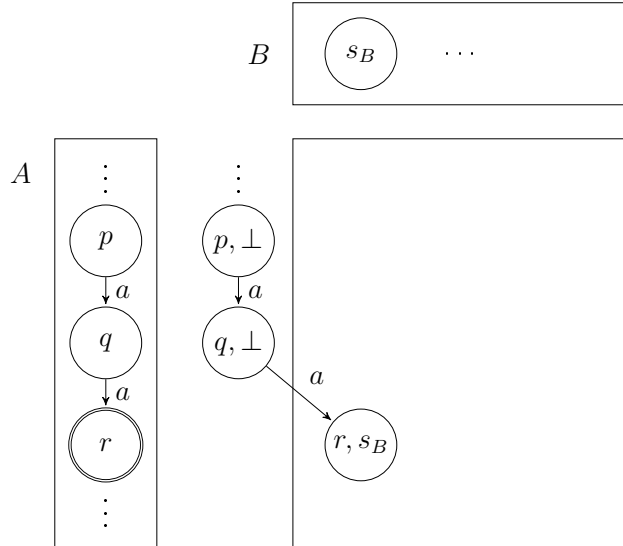 B s_B ...
A
⋮ ⋮
p p, ⊥
a a
q q, ⊥
a a
r r, s_B
⋮